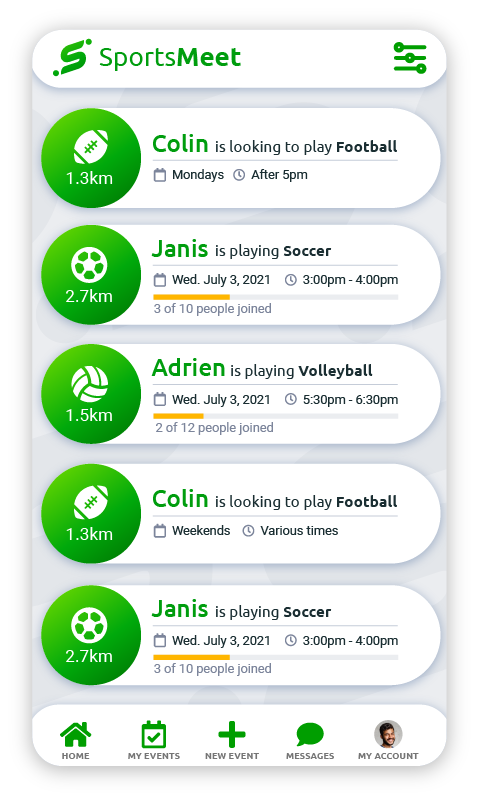 SportsMeet
Colin is looking to play Football
1.3km
Mondays After 5pm
Janis is playing Soccer
2.7km
Wed. July 3, 2021 3:00pm - 4:00pm
3 of 10 people joined
Adrien is playing Volleyball
1.5km
Wed. July 3, 2021 5:30pm - 6:30pm
2 of 12 people joined
Colin is looking to play Football
1.3km
Weekends Various times
Janis is playing Soccer
2.7km
Wed. July 3, 2021 3:00pm - 4:00pm
3 of 10 people joined
HOME MY EVENTS NEW EVENT MESSAGES MY ACCOUNT